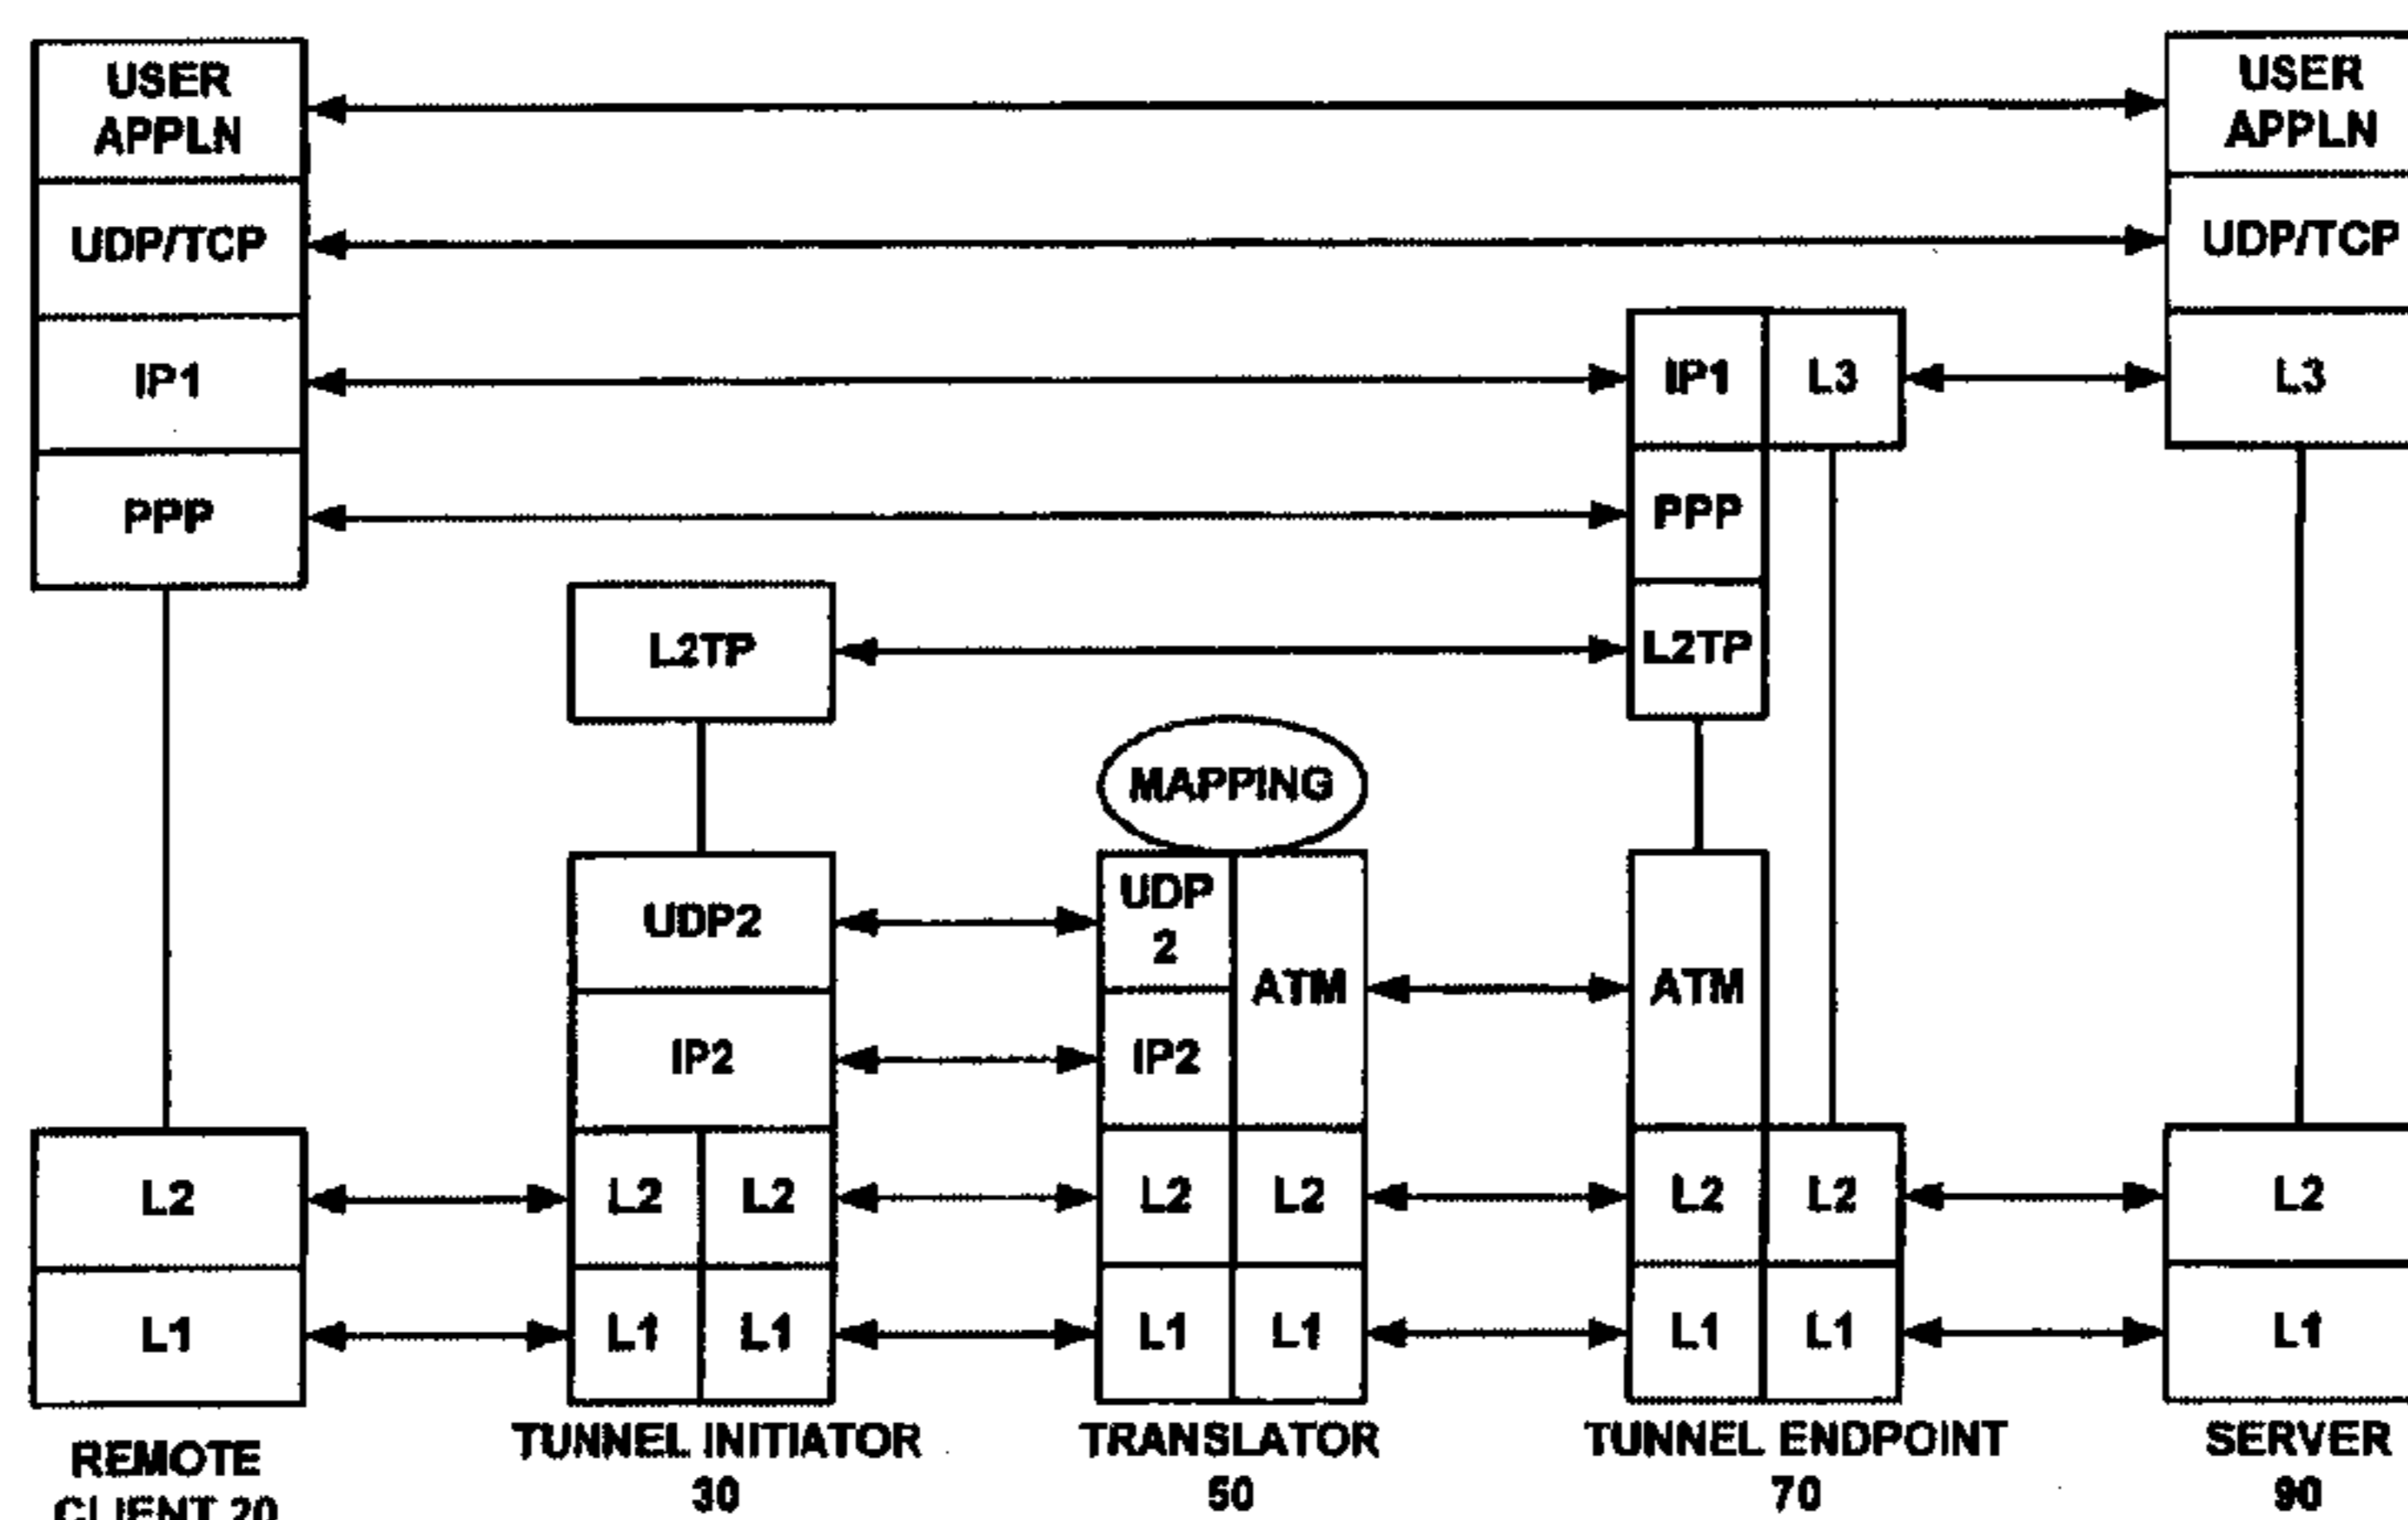 USER
APPLN
USER
APPLN
UDP/TCP
UDP/TCP
IP1
IP1
L3
L3
PPP
PPP
L2TP
L2TP
MAPPING
UDP2
UDP
2
ATM
ATM
IP2
IP2
L2
L2
L2
L2
L2
L2
L2
L2
L1
L1
L1
L1
L1
L1
L1
L1
REMOTE
CLIENT 20
TUNNEL INITIATOR
30
TRANSLATOR
50
TUNNEL ENDPOINT
70
SERVER
90